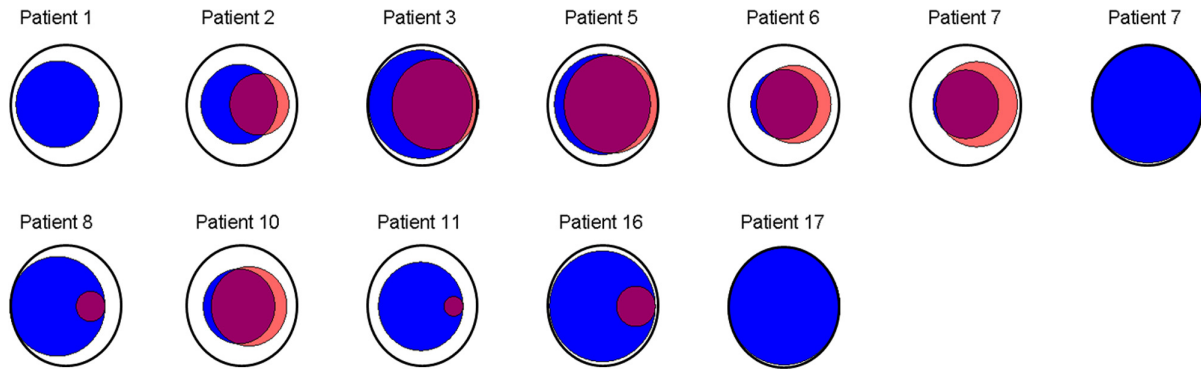 Patient 1
Patient 2
Patient 3
Patient 5
Patient 6
Patient 7
Patient 7
Patient 8
Patient 10
Patient 11
Patient 16
Patient 17